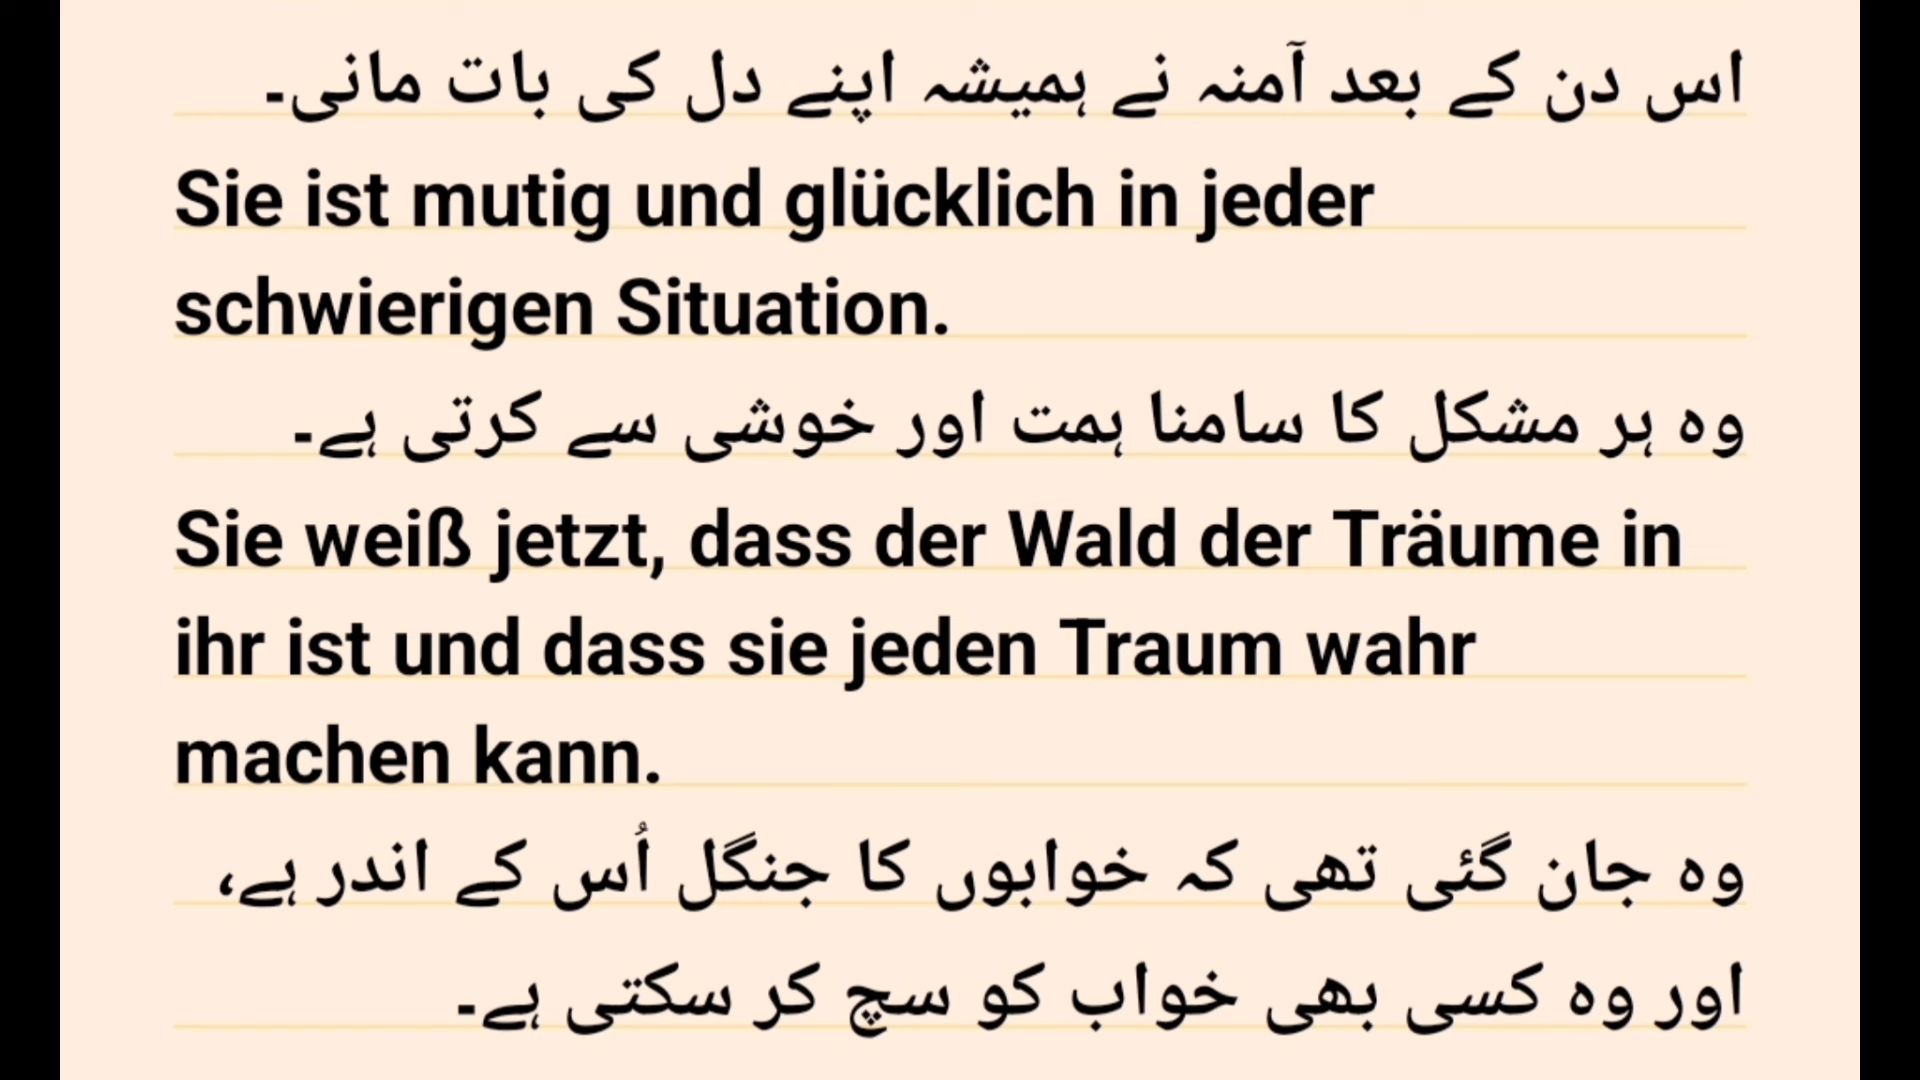 اس دن کے بعد آمنہ نے ہمیشہ اپنے دل کی بات مانی۔
Sie ist mutig und glücklich in jeder
schwierigen Situation.
وہ ہر مشکل کا سامنا ہمت اور خوشی سے کرتی ہے۔
Sie weiß jetzt, dass der Wald der Träume in
ihr ist und dass sie jeden Traum wahr
machen kann.
وہ جان گئی تھی کہ خوابوں کا جنگل اُس کے اندر ہے،
اور وہ کسی بھی خواب کو سچ کر سکتی ہے۔